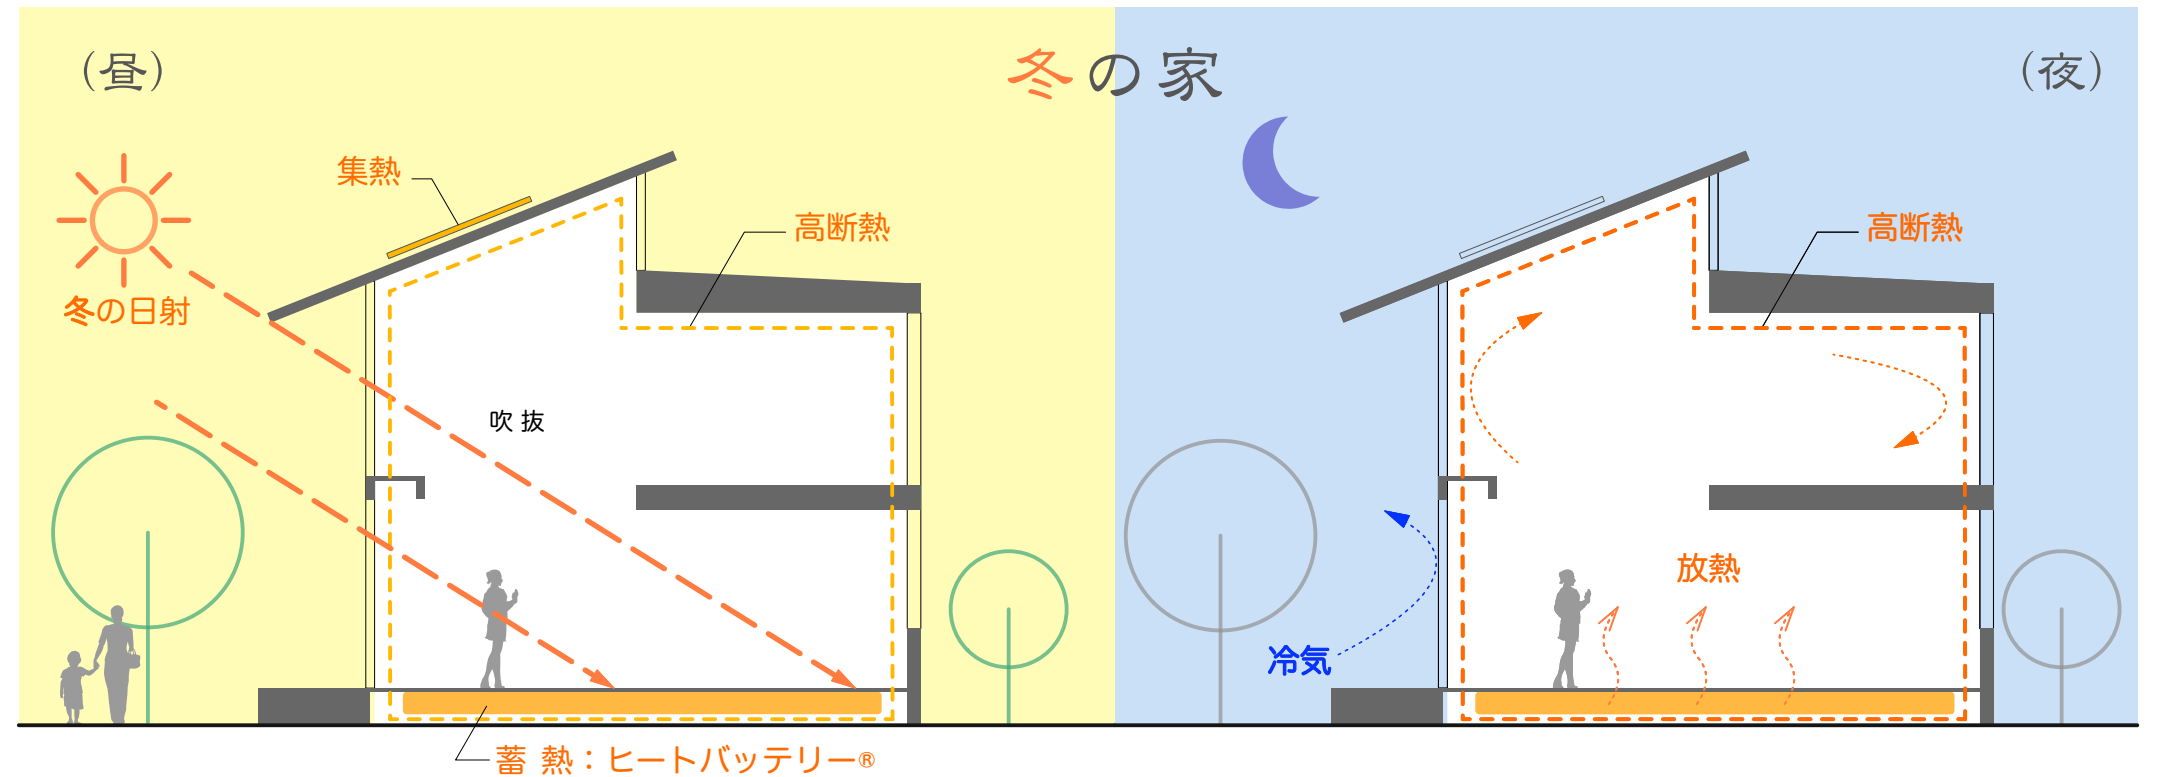 (昼)
冬の家
(夜)
集熱
高断熱
高断熱
冬の日射
吹 抜
放熱
冷気
蓄 熱：ヒートバッテリー®